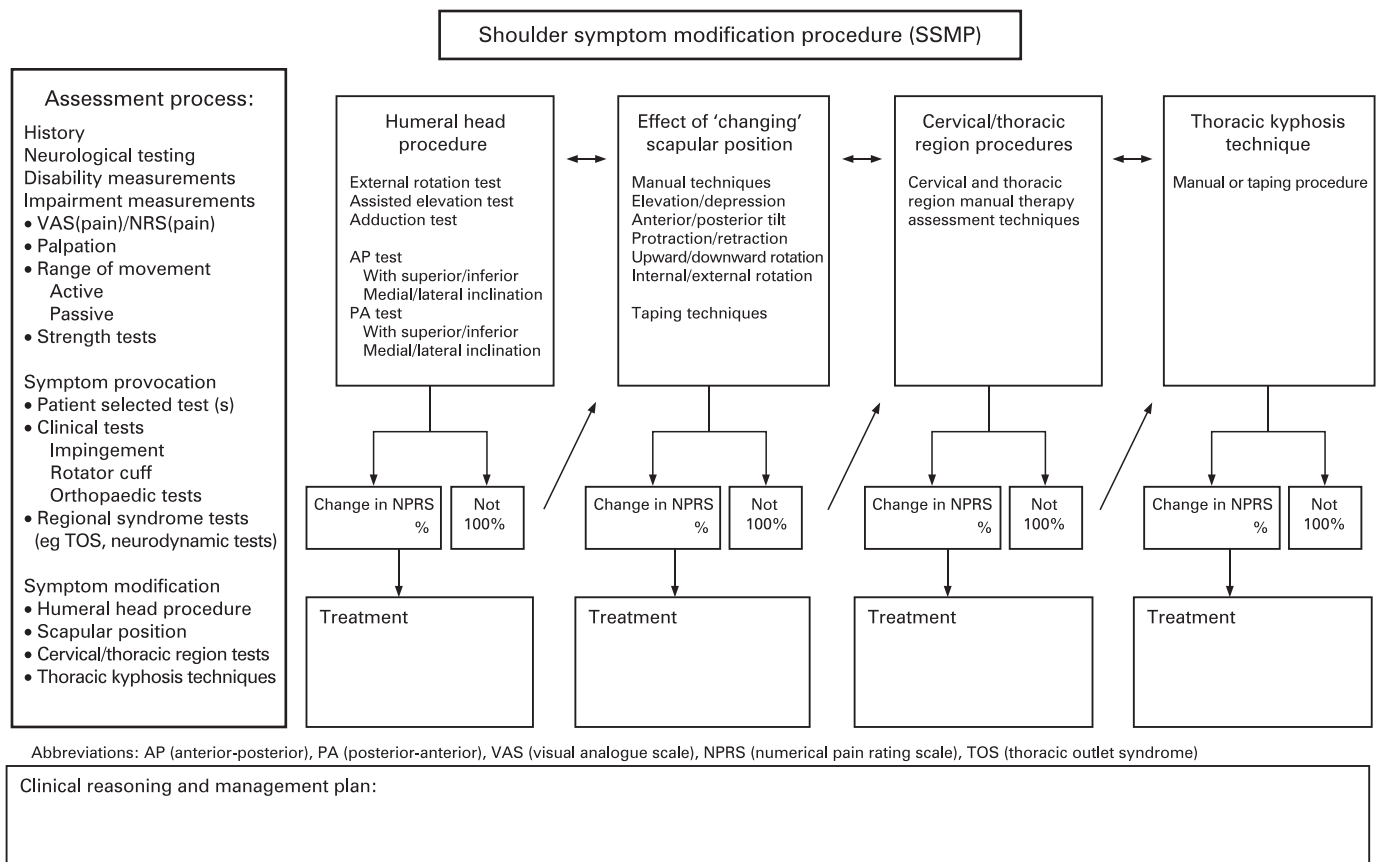 Shoulder symptom modification procedure (SSMP)
Assessment process:
History
Neurological testing
Disability measurements
Impairment measurements
• VAS(pain)/NRS(pain)
• Palpation
• Range of movement
Active
Passive
• Strength tests
Symptom provocation
• Patient selected test (s)
• Clinical tests
Impingement
Rotator cuff
Orthopaedic tests
• Regional syndrome tests
(eg TOS, neurodynamic tests)
Symptom modification
• Humeral head procedure
• Scapular position
• Cervical/thoracic region tests
• Thoracic kyphosis techniques
Humeral head
procedure
External rotation test
Assisted elevation test
Adduction test
AP test
With superior/inferior
Medial/lateral inclination
PA test
With superior/inferior
Medial/lateral inclination
Change in NPRS
%
Not
100%
Treatment
Effect of ‘changing’
scapular position
Manual techniques
Elevation/depression
Anterior/posterior tilt
Protraction/retraction
Upward/downward rotation
Internal/external rotation
Taping techniques
Change in NPRS
%
Not
100%
Treatment
Cervical/thoracic
region procedures
Cervical and thoracic
region manual therapy
assessment techniques
Change in NPRS
%
Not
100%
Treatment
Thoracic kyphosis
technique
Manual or taping procedure
Change in NPRS
%
Not
100%
Treatment
Abbreviations: AP (anterior-posterior), PA (posterior-anterior), VAS (visual analogue scale), NPRS (numerical pain rating scale), TOS (thoracic outlet syndrome)
Clinical reasoning and management plan: